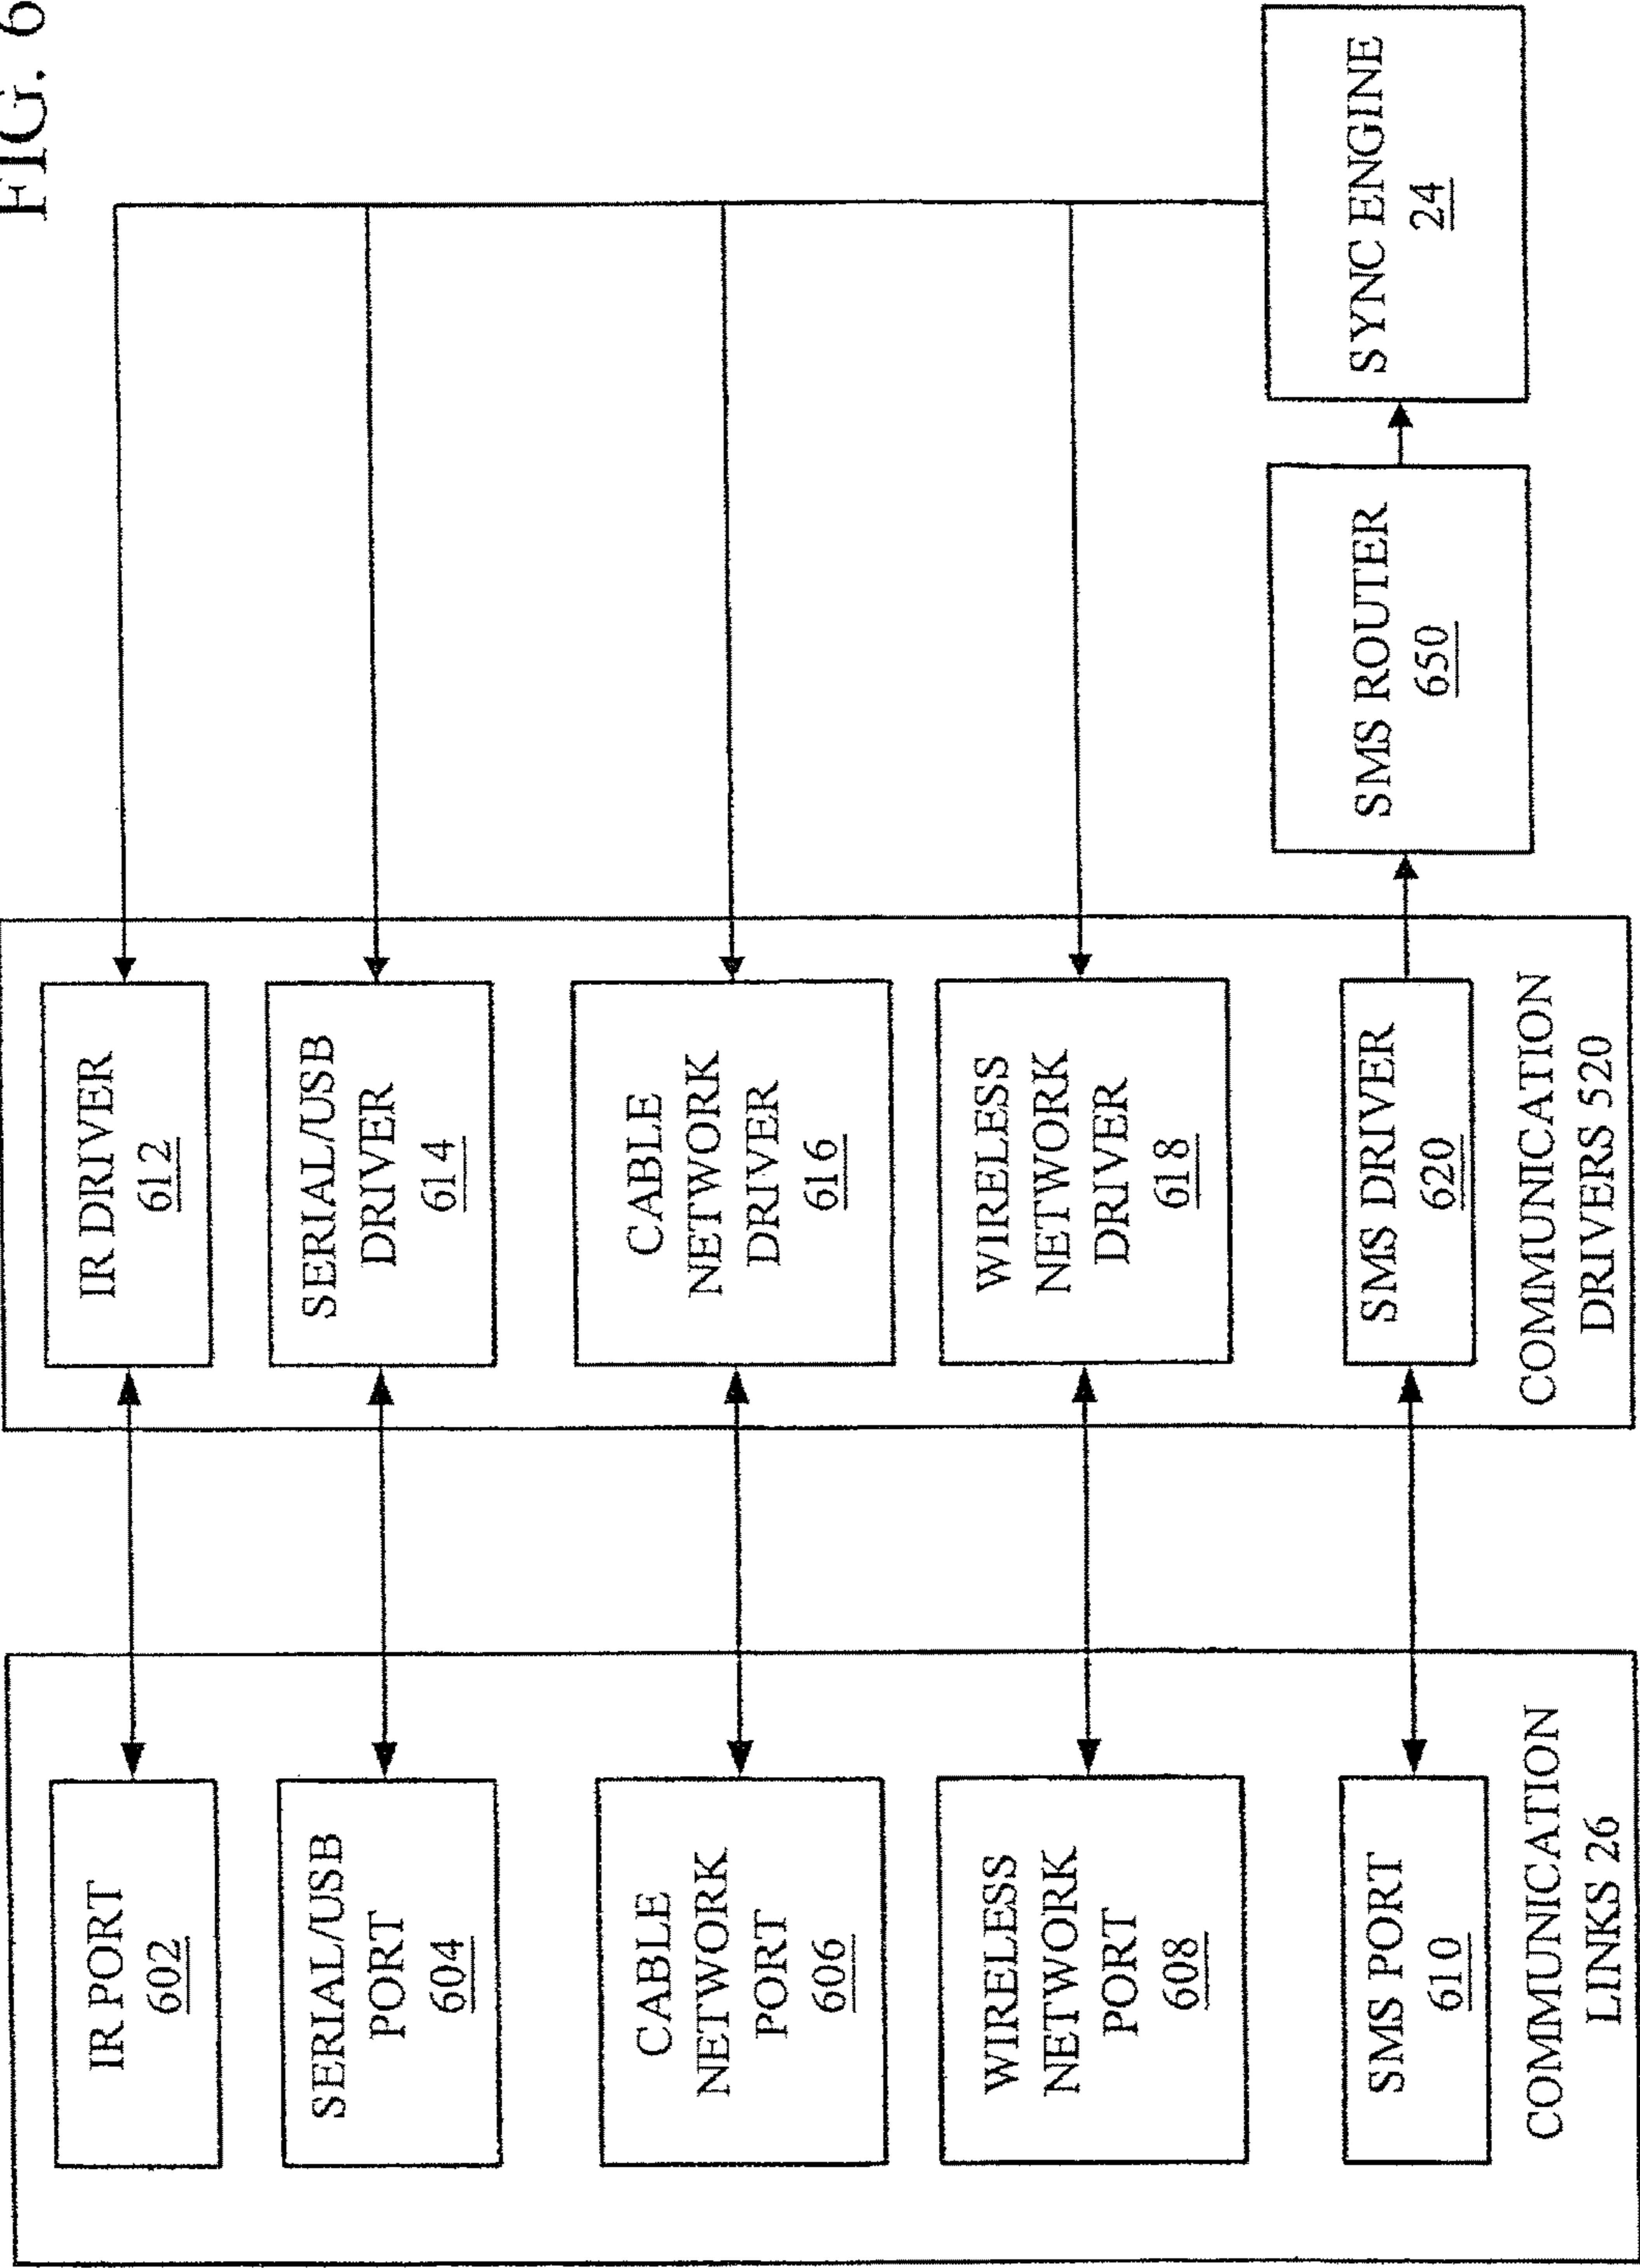 FIG. 6
IR PORT
602
SERIAL/USB
PORT
604
CABLE
NETWORK
PORT
606
WIRELESS
NETWORK
PORT
608
SMS PORT
610
COMMUNICATION
LINKS 26
IR DRIVER
612
SERIAL/USB
DRIVER
614
CABLE
NETWORK
DRIVER
616
WIRELESS
NETWORK
DRIVER
618
SMS DRIVER
620
COMMUNICATION
DRIVERS 520
SMS ROUTER
650
SYNC ENGINE
24